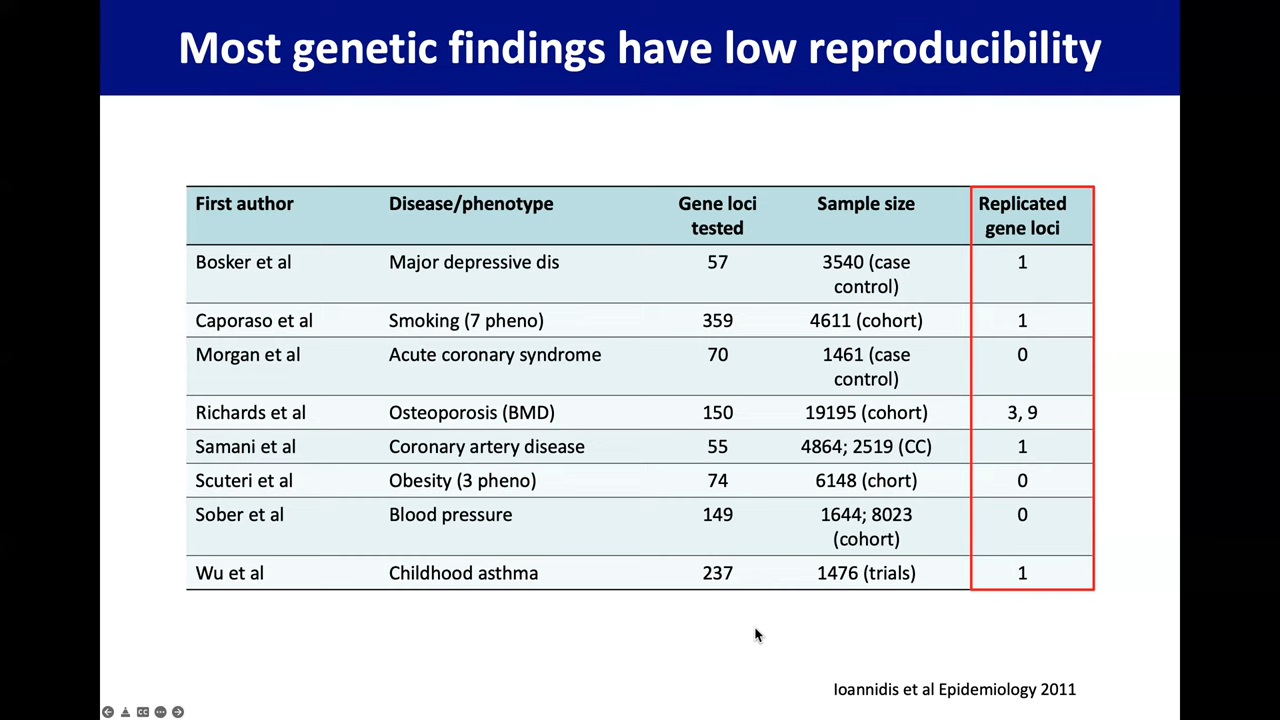 Most genetic findings have low reproducibility
First author Disease/phenotype Gene loci tested Sample size Replicated gene loci
Bosker et al Major depressive dis 57 3540 (case control) 1
Caporaso et al Smoking (7 pheno) 359 4611 (cohort) 1
Morgan et al Acute coronary syndrome 70 1461 (case control) 0
Richards et al Osteoporosis (BMD) 150 19195 (cohort) 3, 9
Samani et al Coronary artery disease 55 4864; 2519 (CC) 1
Scuteri et al Obesity (3 pheno) 74 6148 (chort) 0
Sober et al Blood pressure 149 1644; 8023 (cohort) 0
Wu et al Childhood asthma 237 1476 (trials) 1
Ioannidis et al Epidemiology 2011
CC